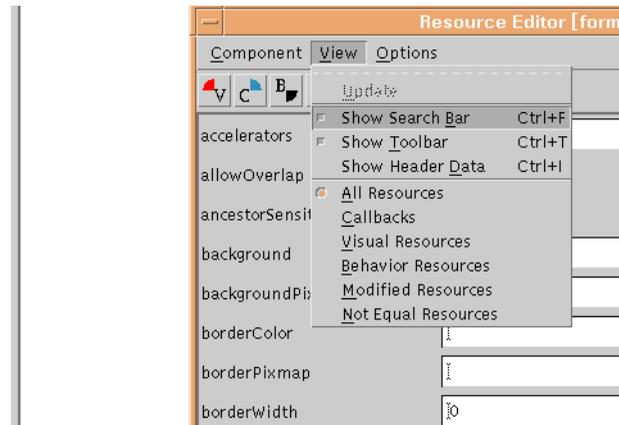 Resource Editor [form
Component View Options
V C B
Update
Show Search Bar Ctrl+F
Show Toolbar Ctrl+T
Show Header Data Ctrl+I
All Resources
Callbacks
Visual Resources
Behavior Resources
Modified Resources
Not Equal Resources
accelerators
allowOverlap
ancestorSensit
background
backgroundPix
borderColor
borderPixmap
borderWidth 0